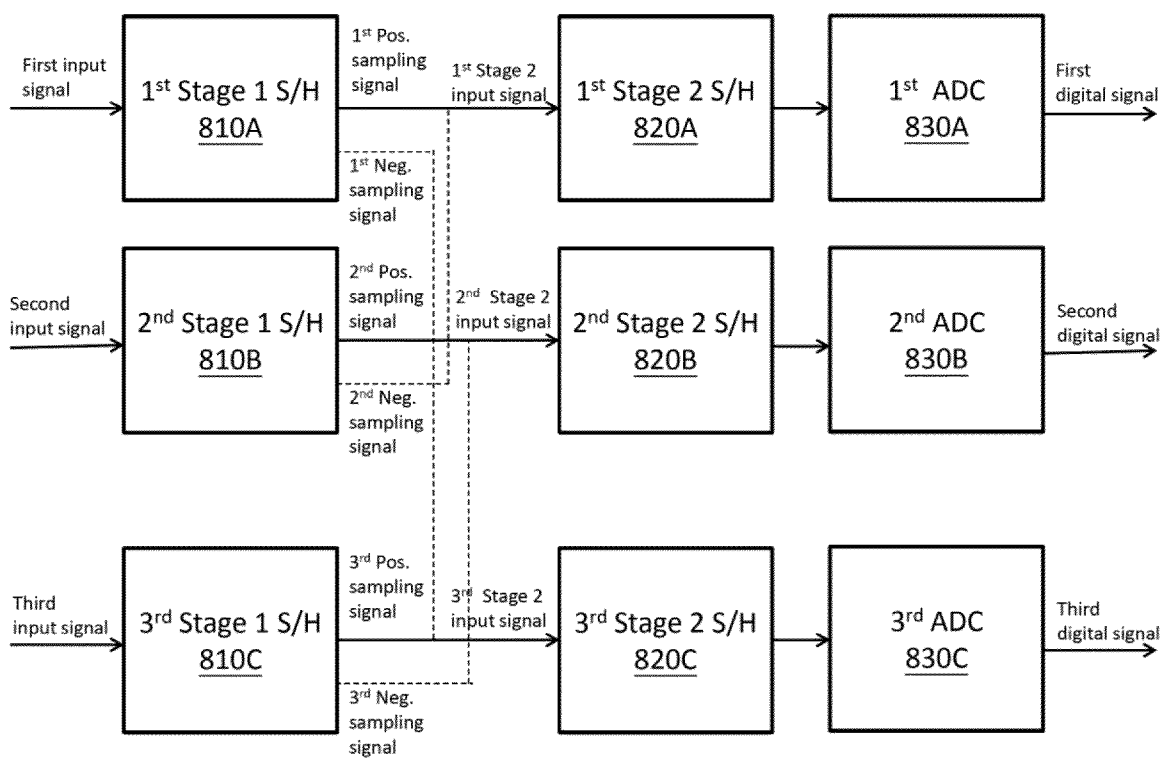 First input
signal
1st Stage 1 S/H
810A
1st Pos.
sampling
signal
1st Neg.
sampling
signal
1st Stage 2
input signal
1st Stage 2 S/H
820A
1st ADC
830A
First
digital signal
Second
input signal
2nd Stage 1 S/H
810B
2nd Pos.
sampling
signal
2nd Neg.
sampling
signal
2nd Stage 2
input signal
2nd Stage 2 S/H
820B
2nd ADC
830B
Second
digital signal
Third
input signal
3rd Stage 1 S/H
810C
3rd Pos.
sampling
signal
3rd Neg.
sampling
signal
3rd Stage 2
input signal
3rd Stage 2 S/H
820C
3rd ADC
830C
Third
digital signal